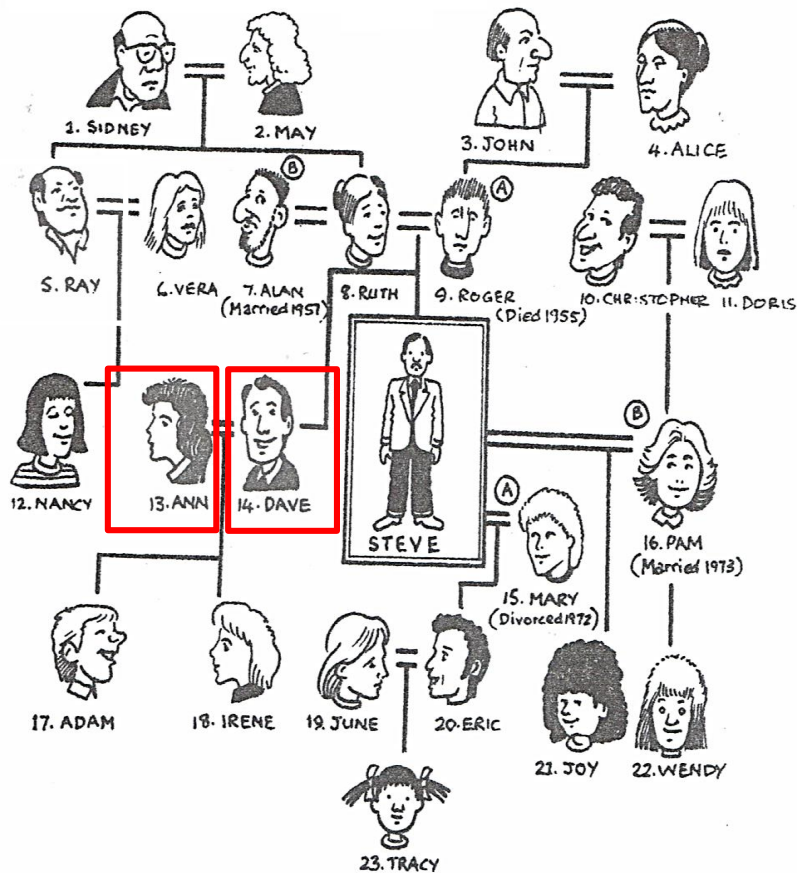 1. SIDNEY
2. MAY
3. JOHN
4. ALICE
B
A
5. RAY
6. VERA
7. ALAN
(Married 1957)
8. RUTH
9. ROGER
(Died 1955)
10. CHR:STOPHER
11. DORIS
B
12. NANCY
13. ANN
14. DAVE
STEVE
A
15. MARY
(Divorced 1972)
16. PAM
(Married 1973)
17. ADAM
18. IRENE
19. JUNE
20. ERIC
21. JOY
22. WENDY
23. TRACY